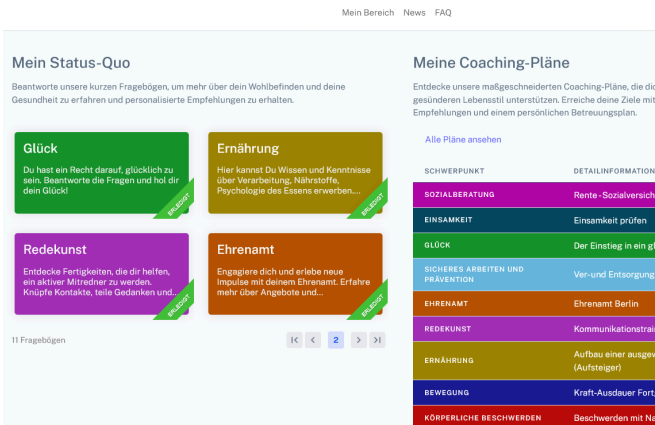 Mein Bereich News FAQ
Mein Status-Quo
Beantworte unsere kurzen Fragebögen, um mehr über dein Wohlbefinden und deine
Gesundheit zu erfahren und personalisierte Empfehlungen zu erhalten.
Glück
Du hast ein Recht darauf, glücklich zu
sein. Beantworte die Fragen und hol dir
dein Glück!
ERLEDIGT
Ernährung
Hier kannst Du Wissen und Kenntnisse
über Verarbeitung, Nährstoffe,
Psychologie des Essens erwerben....
ERLEDIGT
Redekunst
Entdecke Fertigkeiten, die dir helfen,
ein aktiver Mitredner zu werden.
Knüpfe Kontakte, teile Gedanken und...
ERLEDIGT
Ehrenamt
Engagiere dich und erlebe neue
Impulse mit deinem Ehrenamt. Erfahre
mehr über Angebote und...
ERLEDIGT
11 Fragebögen
2
Meine Coaching-Pläne
Entdecke unsere maßgeschneiderten Coaching-Pläne, die
gesünderen Lebensstil unterstützen. Erreiche deine Ziele mit
Empfehlungen und einem persönlichen Betreuungsplan.
Alle Pläne ansehen
SCHWERPUNKT DETAILINFORMATION
SOZIALBERATUNG Rente - Sozialversich
EINSAMKEIT Einsamkeit prüfen
GLÜCK Der Einstieg in ein
SICHERES ARBEITEN UND
PRÄVENTION Ver- und Entsorgung
EHRENAMT Ehrenamt Berlin
REDEKUNST Kommunikationstrai
ERNÄHRUNG Aufbau einer ausgew
(Aufsteiger)
BEWEGUNG Kraft-Ausdauer Fort
KÖRPERLICHE BESCHWERDEN Beschwerden mit Na